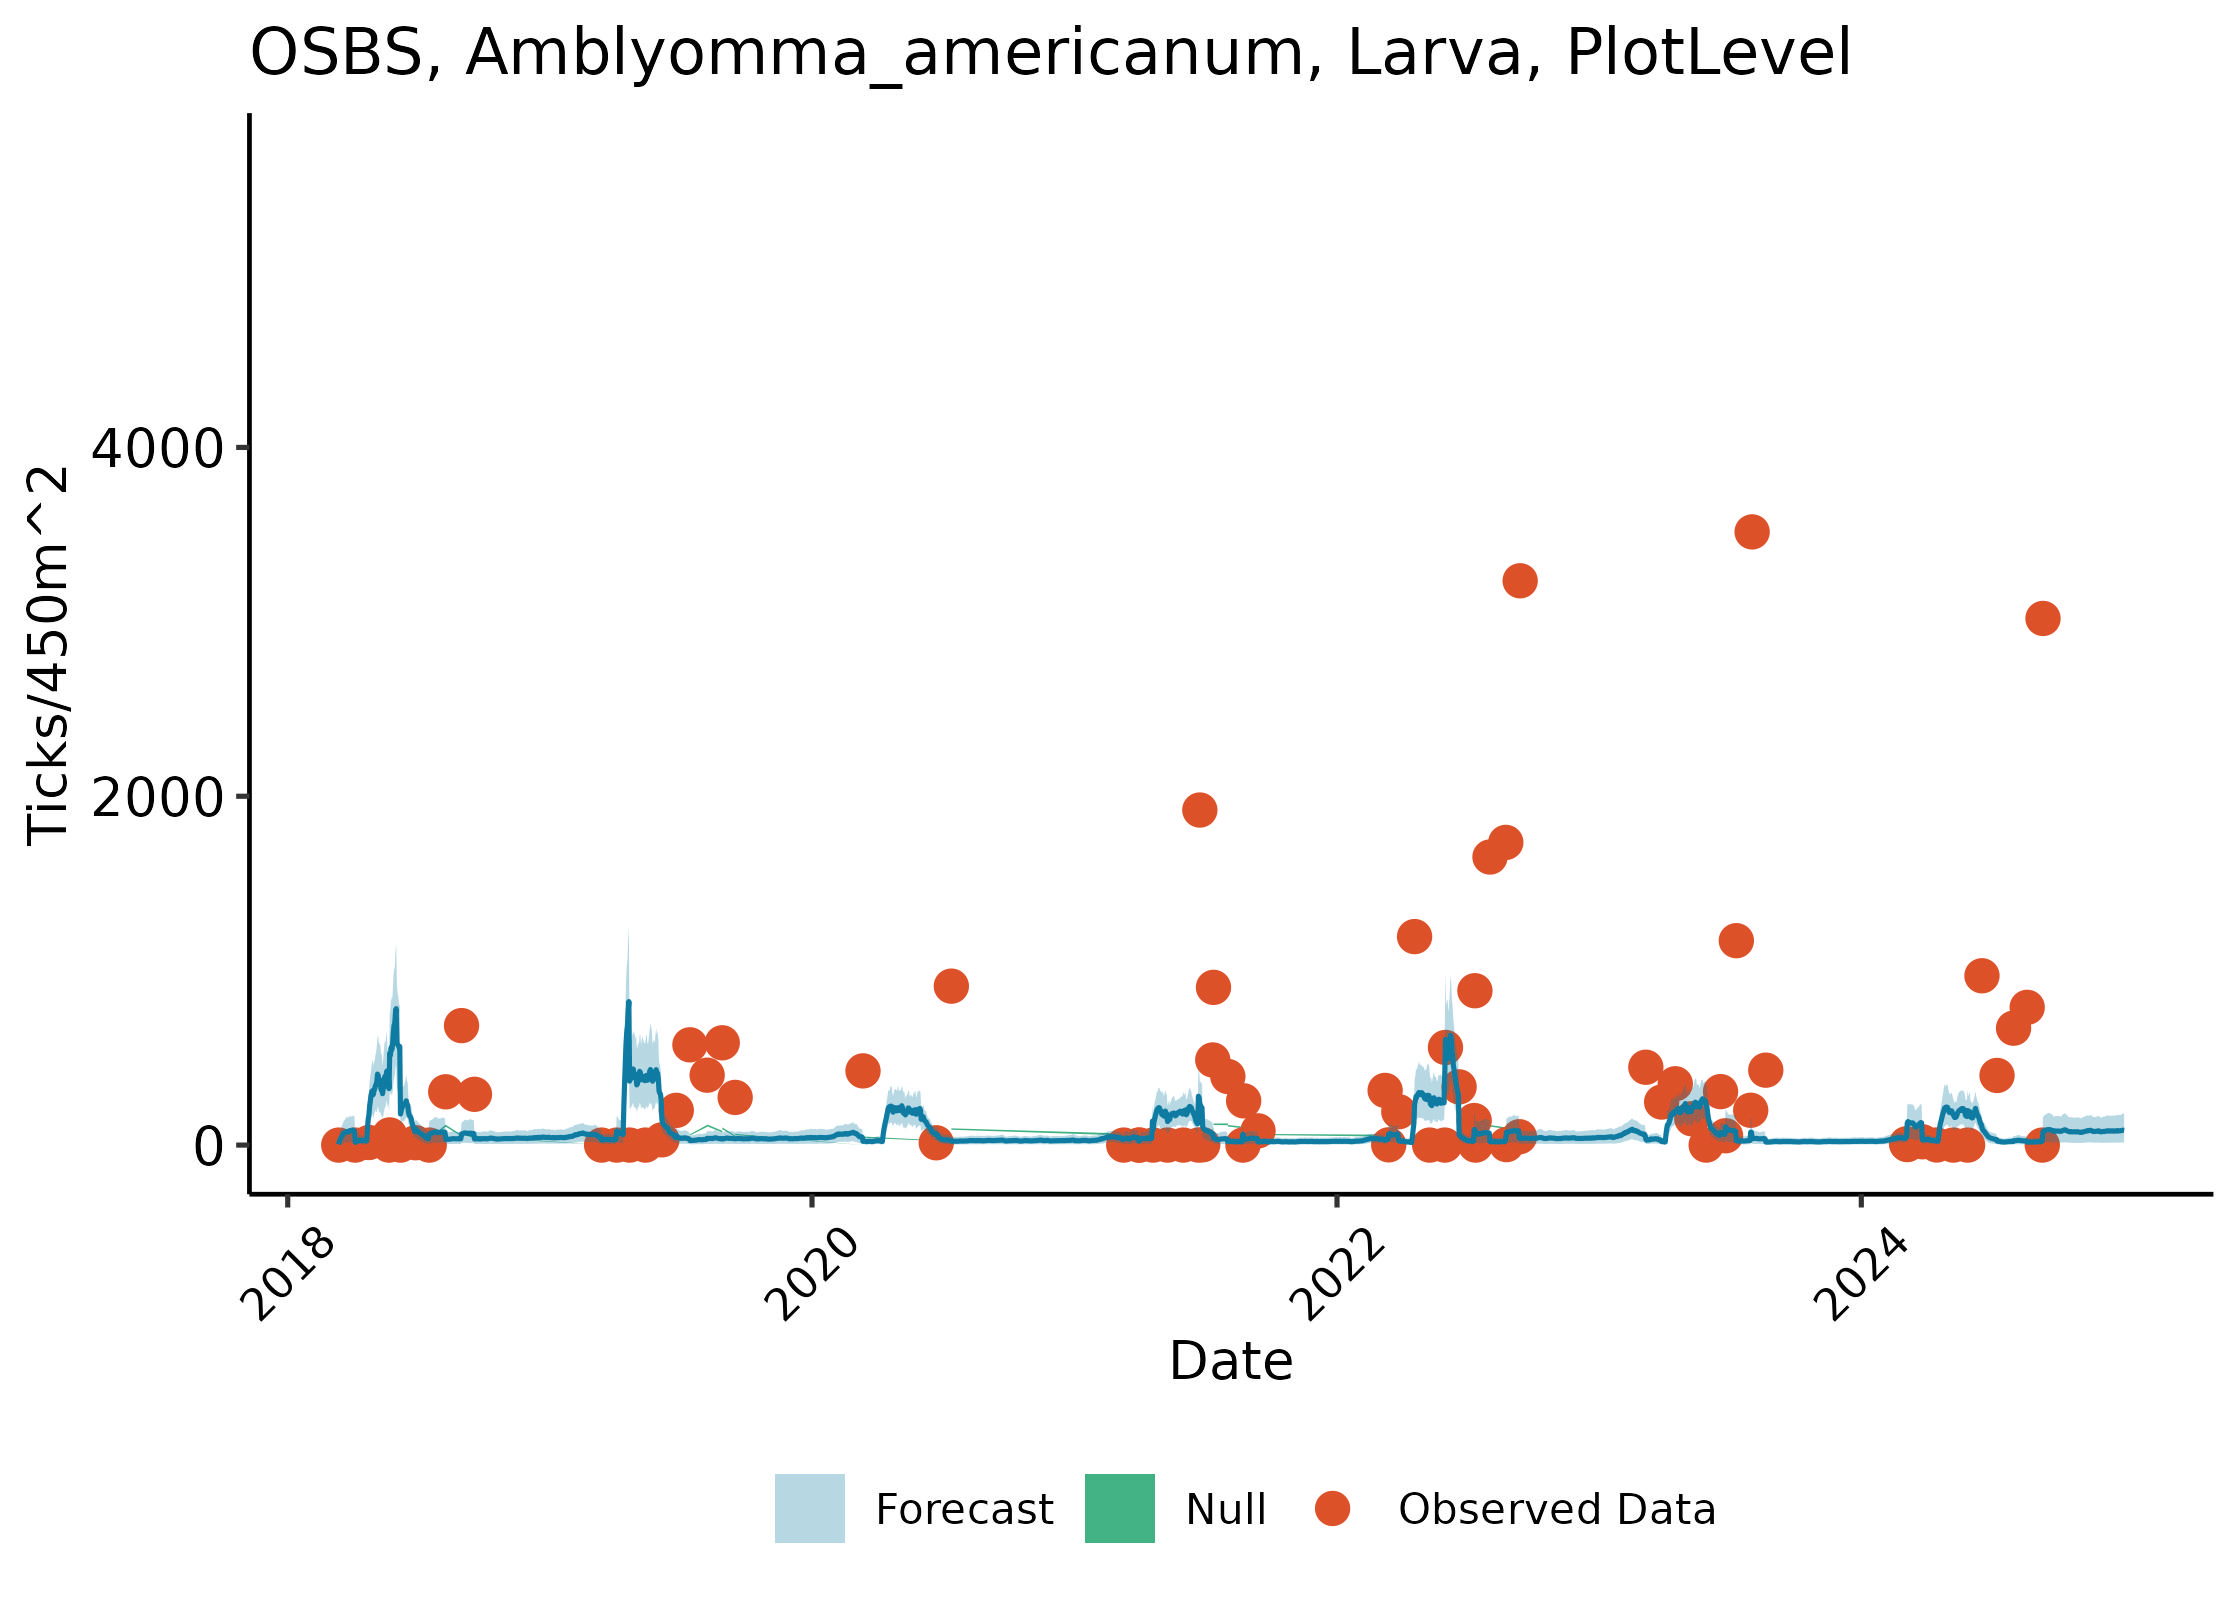 OSBS, Amblyomma_americanum, Larva, PlotLevel
Ticks/450m^2
4000
2000
0
2018
2020
2022
2024
Date
Forecast
Null
Observed Data